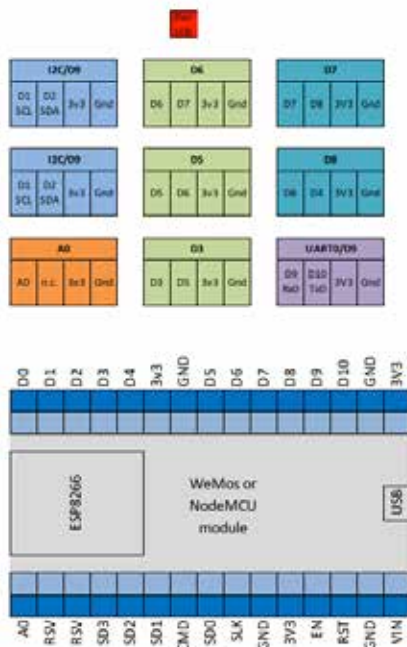 I2C/D9 D6 D7
D1 SCL D2 SDA 3v3 Gnd D6 D7 3v3 Gnd D7 D8 3V3 Gnd
I2C/D9 D5 D8
D1 SCL D2 SDA 3v3 Gnd D5 D6 3v3 Gnd D8 D4 3V3 Gnd
A0 D3 UART0/D9
A0 n.c. 3v3 Gnd D3 D5 3v3 Gnd D9 RxD D10 TxD 3V3 Gnd
D0 D1 D2 D3 D4 3v3 GND D5 D6 D7 D8 D9 D10 GND 3V3
ESP8266
WeMos or
NodeMCU
module
USB
A0 RSV RSV SD3 SD2 SD1 CMD SD0 SLK GND 3V3 EN RST GND VIN